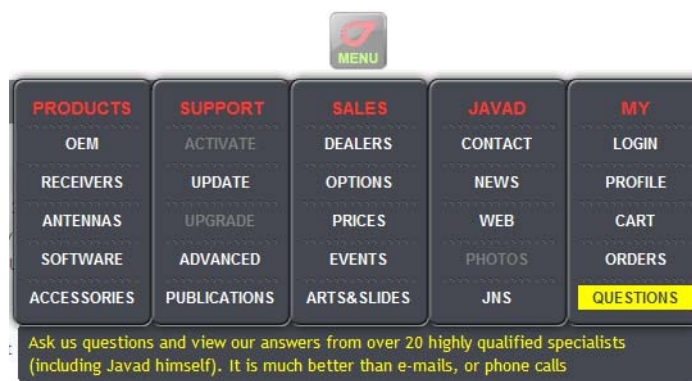 MENU
PRODUCTS SUPPORT SALES JAVAD MY
OEM ACTIVATE DEALERS CONTACT LOGIN
RECEIVERS UPDATE OPTIONS NEWS PROFILE
ANTENNAS UPGRADE PRICES WEB CART
SOFTWARE ADVANCED EVENTS PHOTOS ORDERS
ACCESSORIES PUBLICATIONS ARTS&SLIDES JNS QUESTIONS
Ask us questions and view our answers from over 20 highly qualified specialists
(including Javad himself). It is much better than e-mails, or phone calls